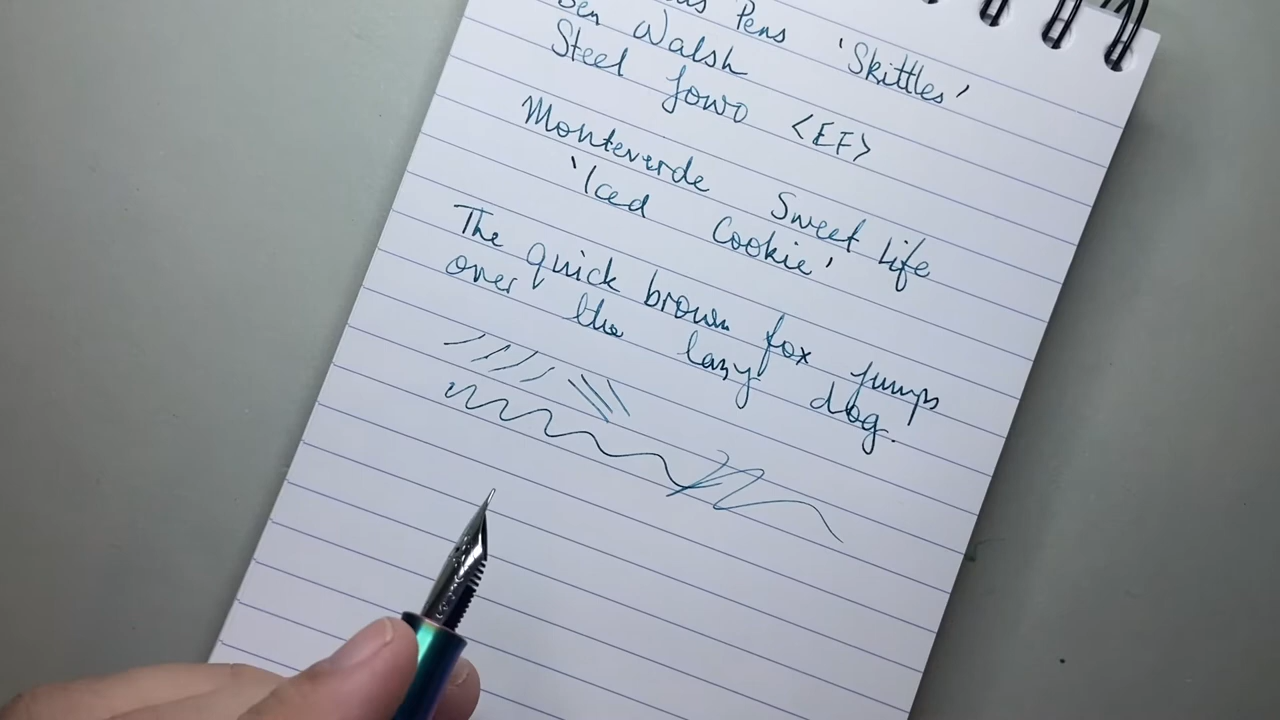 Pens 'Skittles'
Ben Walsh
Steel Jowo <EF>
Monteverde Sweet Life
'Iced Cookie'
The quick brown fox jumps
over the lazy dog.